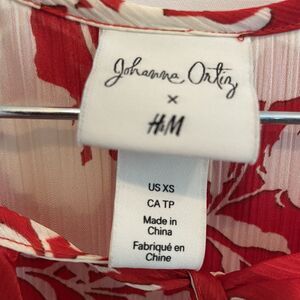 Johanna Ortiz
x
H&M
US XS
CA TP
Made in
China
Fabriqué en
Chine